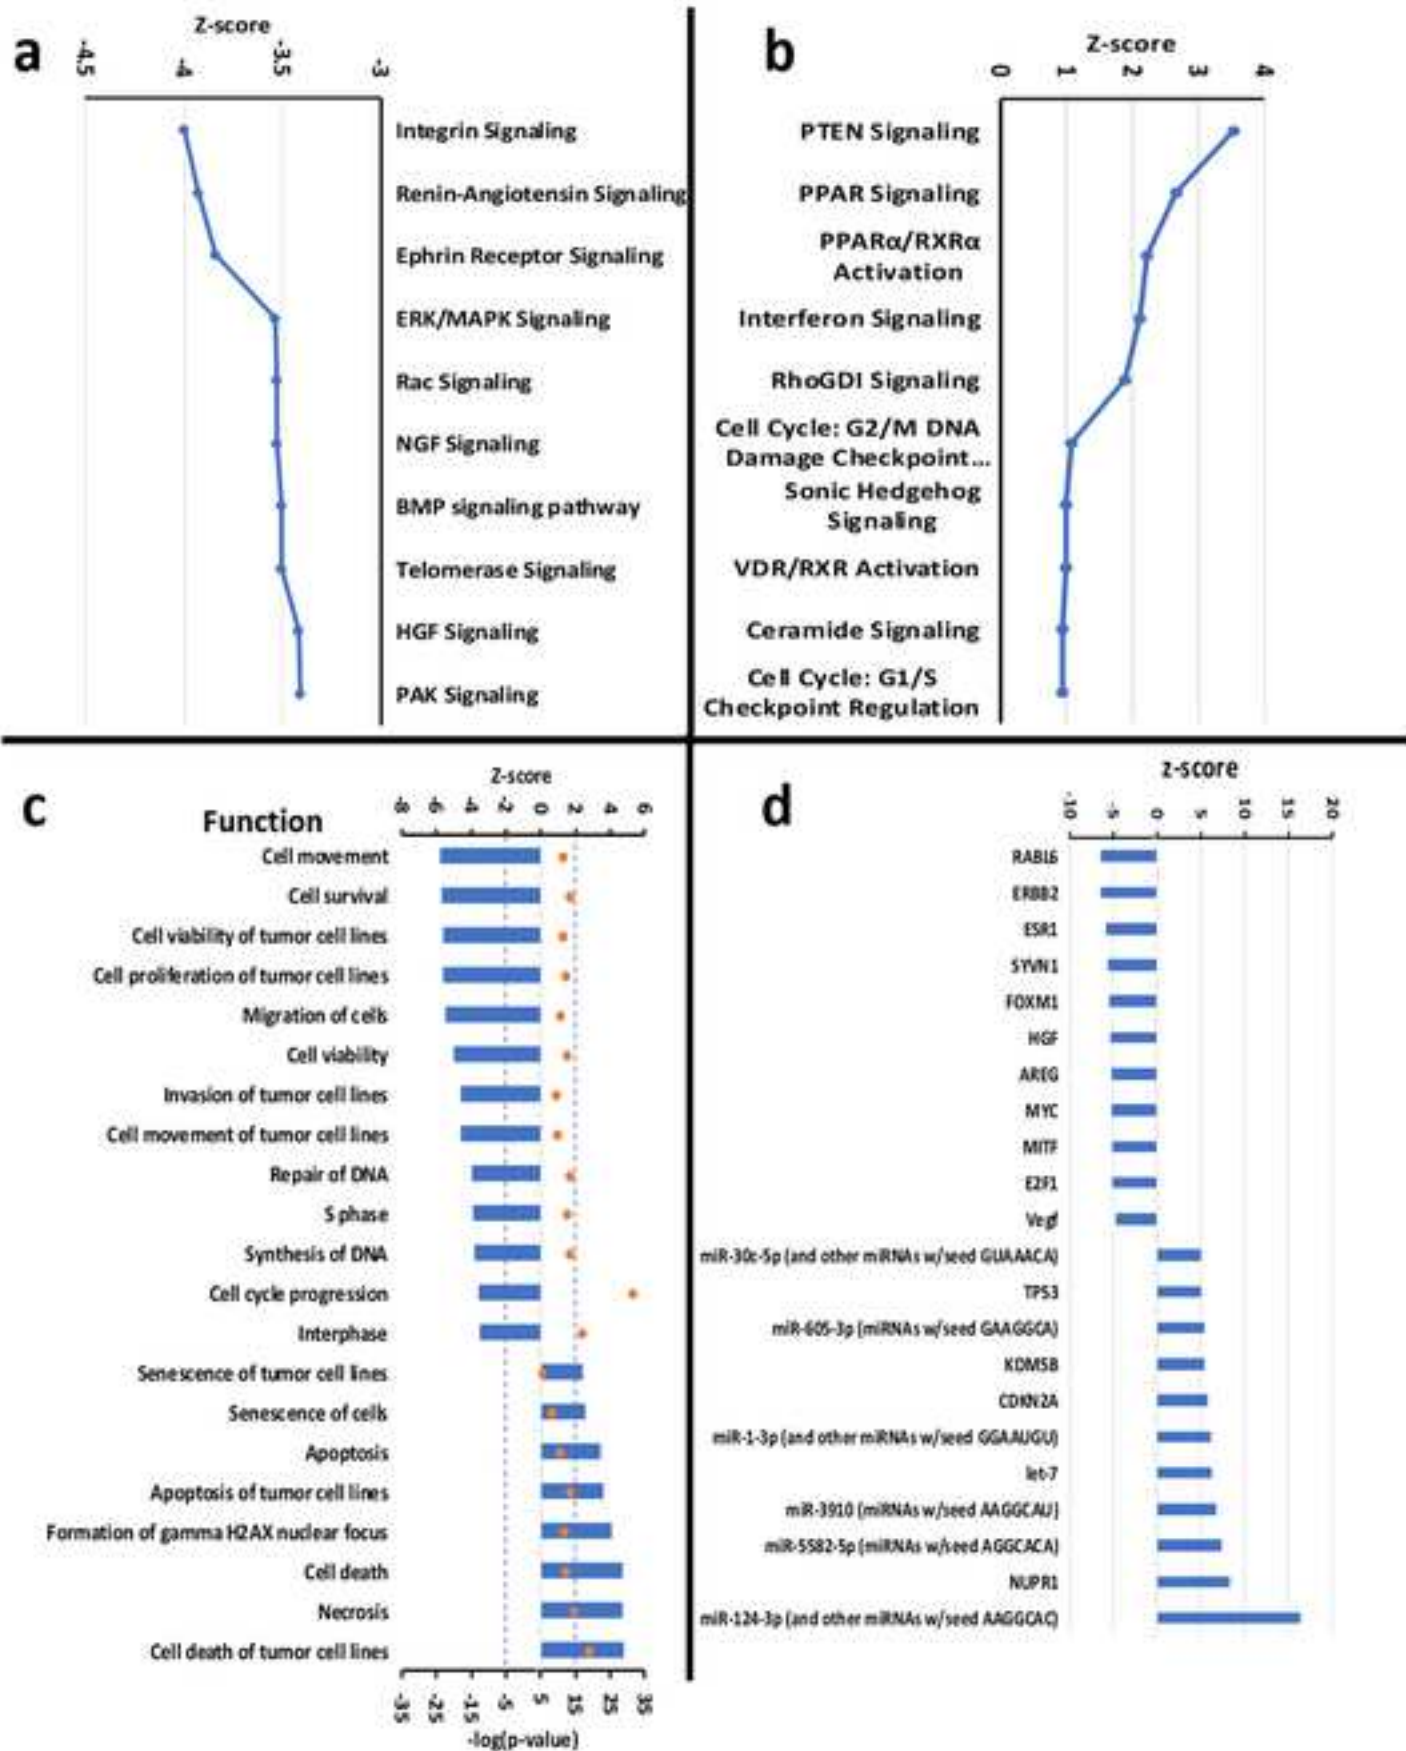 a
Z-score
-4.5
-4
-3.5
-3
Integrin Signaling
Renin-Angiotensin Signaling
Ephrin Receptor Signaling
ERK/MAPK Signaling
Rac Signaling
NGF Signaling
BMP signaling pathway
Telomerase Signaling
HGF Signaling
PAK Signaling
b
Z-score
0
1
2
3
4
PTEN Signaling
PPAR Signaling
PPARα/RXRα
Activation
Interferon Signaling
RhoGDI Signaling
Cell Cycle: G2/M DNA
Damage Checkpoint...
Sonic Hedgehog
Signaling
VDR/RXR Activation
Ceramide Signaling
Cell Cycle: G1/S
Checkpoint Regulation
c
Z-score
Function
-8
-6
-4
-2
0
2
4
6
Cell movement
Cell survival
Cell viability of tumor cell lines
Cell proliferation of tumor cell lines
Migration of cells
Cell viability
Invasion of tumor cell lines
Cell movement of tumor cell lines
Repair of DNA
S phase
Synthesis of DNA
Cell cycle progression
Interphase
Senescence of tumor cell lines
Senescence of cells
Apoptosis
Apoptosis of tumor cell lines
Formation of gamma H2AX nuclear focus
Cell death
Necrosis
Cell death of tumor cell lines
-35
-25
-15
-5
5
15
25
35
-log(p-value)
d
z-score
-10
-5
0
5
10
15
20
RABL6
ERBB2
ESR1
SYVN1
FOXM1
HGF
AREG
MYC
MITF
E2F1
Vegf
miR-30c-5p (and other miRNAs w/seed GUAAACA)
TP53
miR-605-3p (miRNAs w/seed GAAGGCA)
KDM5B
CDKN2A
miR-1-3p (and other miRNAs w/seed GGAAUGU)
let-7
miR-3910 (miRNAs w/seed AAGGCAU)
miR-5582-5p (miRNAs w/seed AGGCACA)
NUPR1
miR-124-3p (and other miRNAs w/seed AAGGCAC)